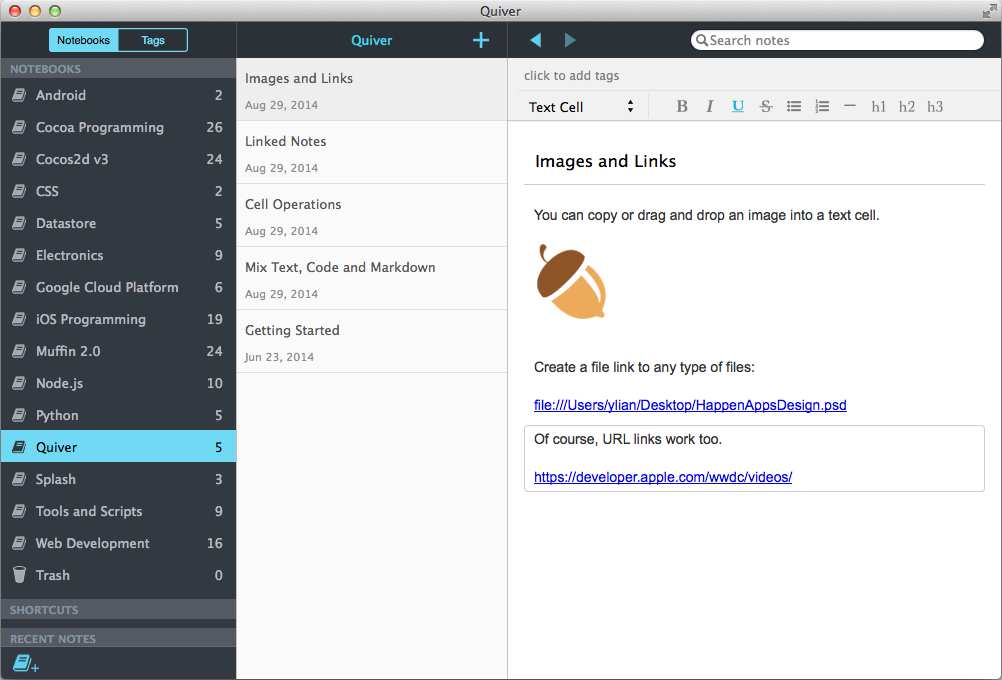 Quiver
Notebooks Tags
NOTEBOOKS
Android 2
Cocoa Programming 26
Cocos2d v3 24
CSS 2
Datastore 5
Electronics 9
Google Cloud Platform 6
iOS Programming 19
Muffin 2.0 24
Node.js 10
Python 5
Quiver 5
Splash 3
Tools and Scripts 9
Web Development 16
Trash 0
SHORTCUTS
RECENT NOTES
Quiver +
Images and Links
Aug 29, 2014
Linked Notes
Aug 29, 2014
Cell Operations
Aug 29, 2014
Mix Text, Code and Markdown
Aug 29, 2014
Getting Started
Jun 23, 2014
Search notes
click to add tags
Text Cell B I U S h1 h2 h3
Images and Links
You can copy or drag and drop an image into a text cell.
Create a file link to any type of files:
file:///Users/ylian/Desktop/HappenAppsDesign.psd
Of course, URL links work too.
https://developer.apple.com/wwdc/videos/